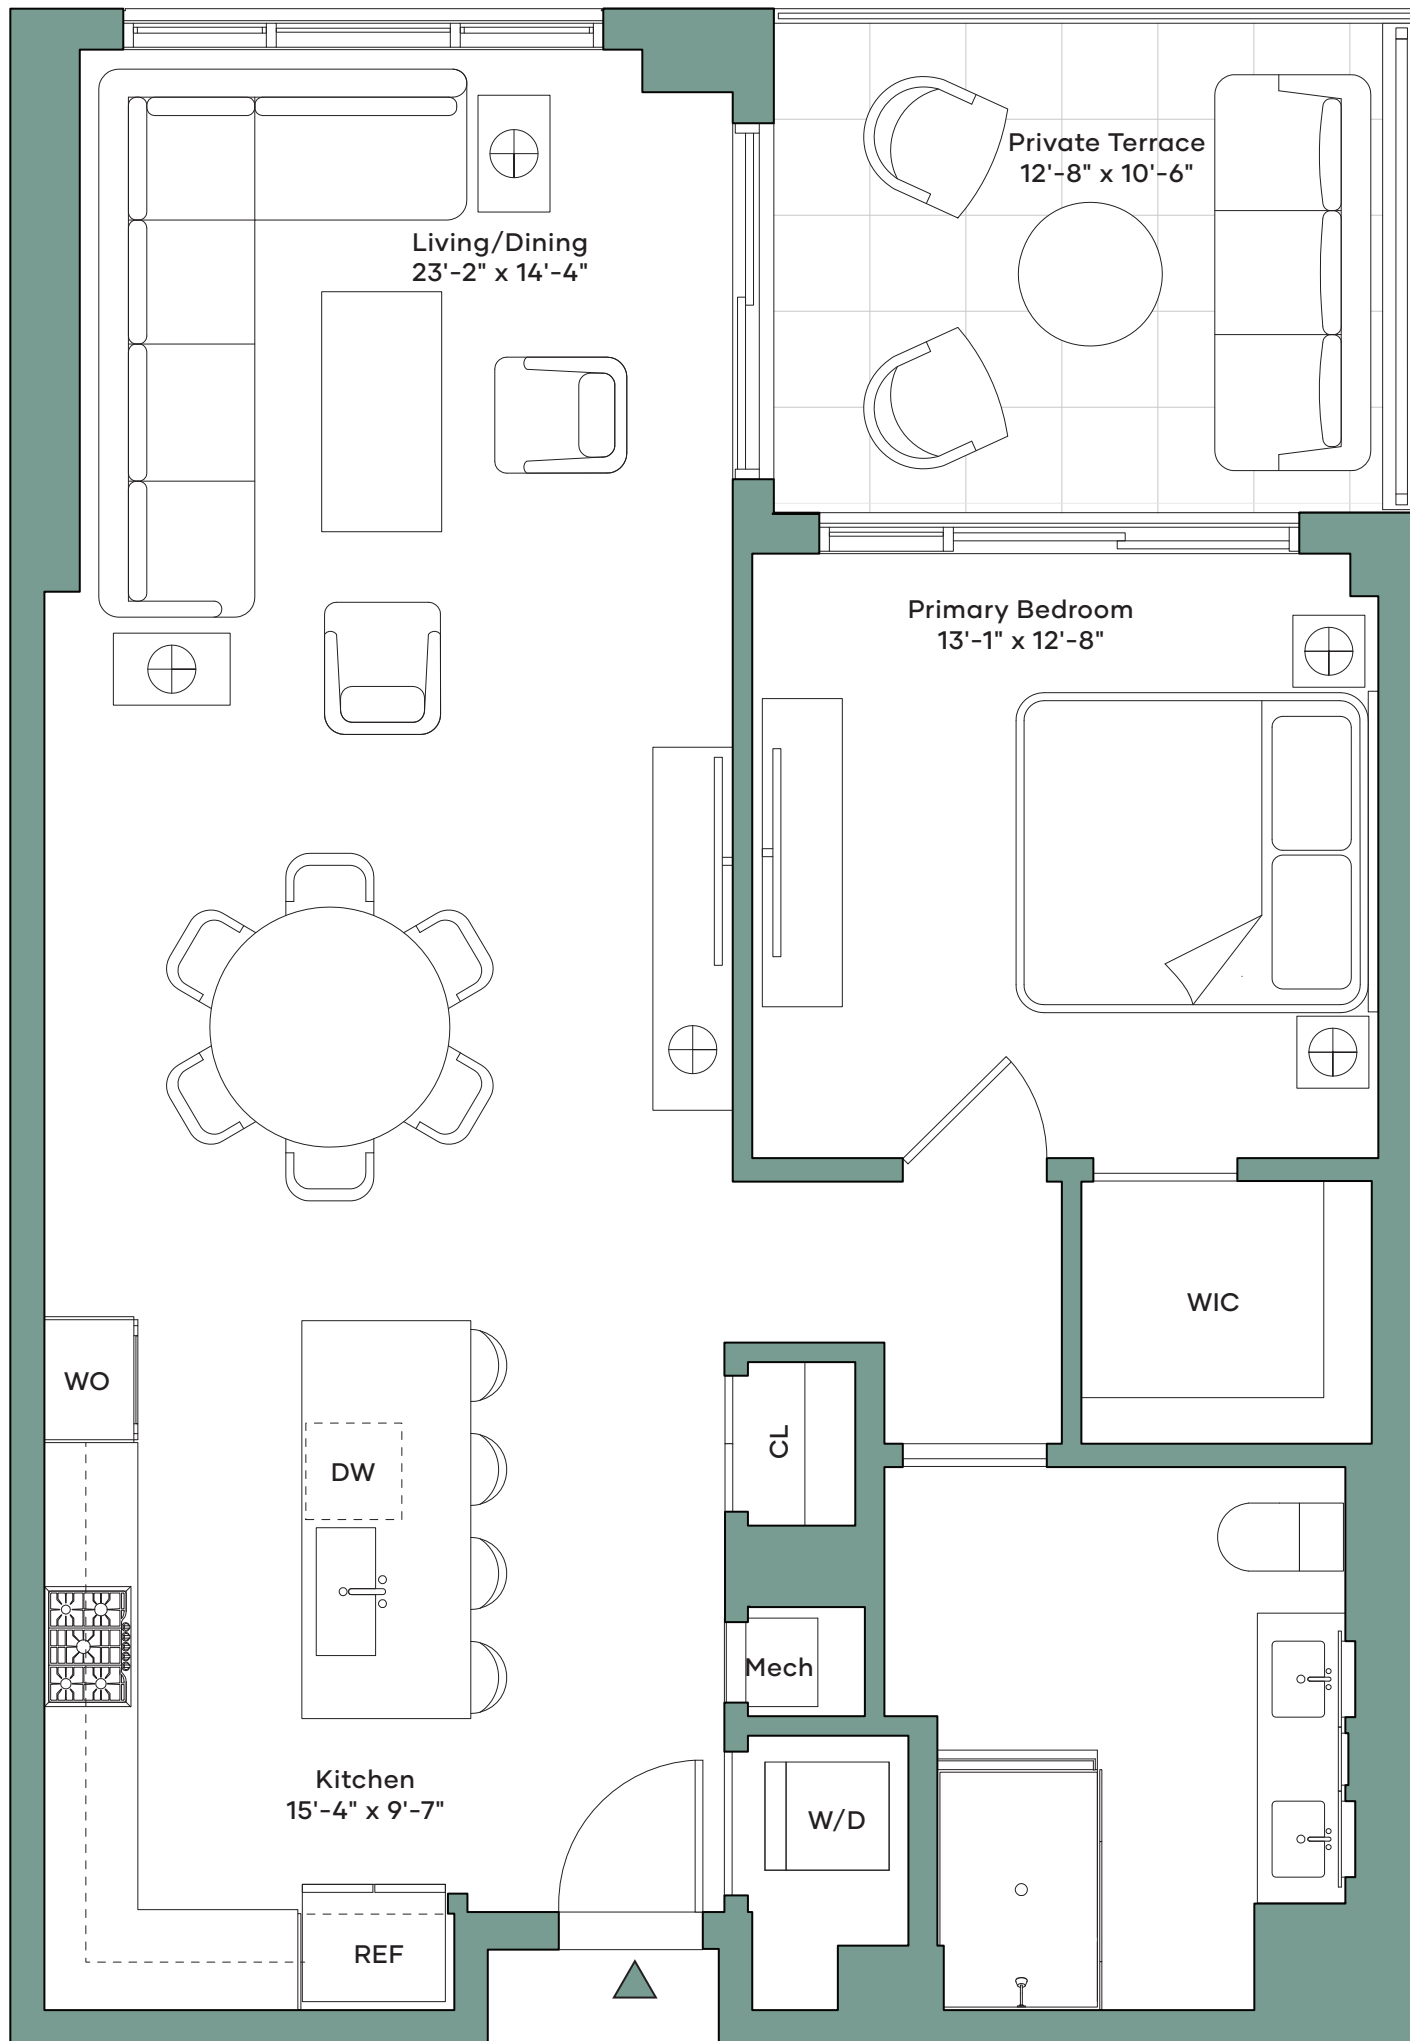 Private Terrace
12'-8" x 10'-6"
Living/Dining
23'-2" x 14'-4"
Primary Bedroom
13'-1" x 12'-8"
WIC
WO
CL
DW
Mech
Kitchen
15'-4" x 9'-7"
W/D
REF